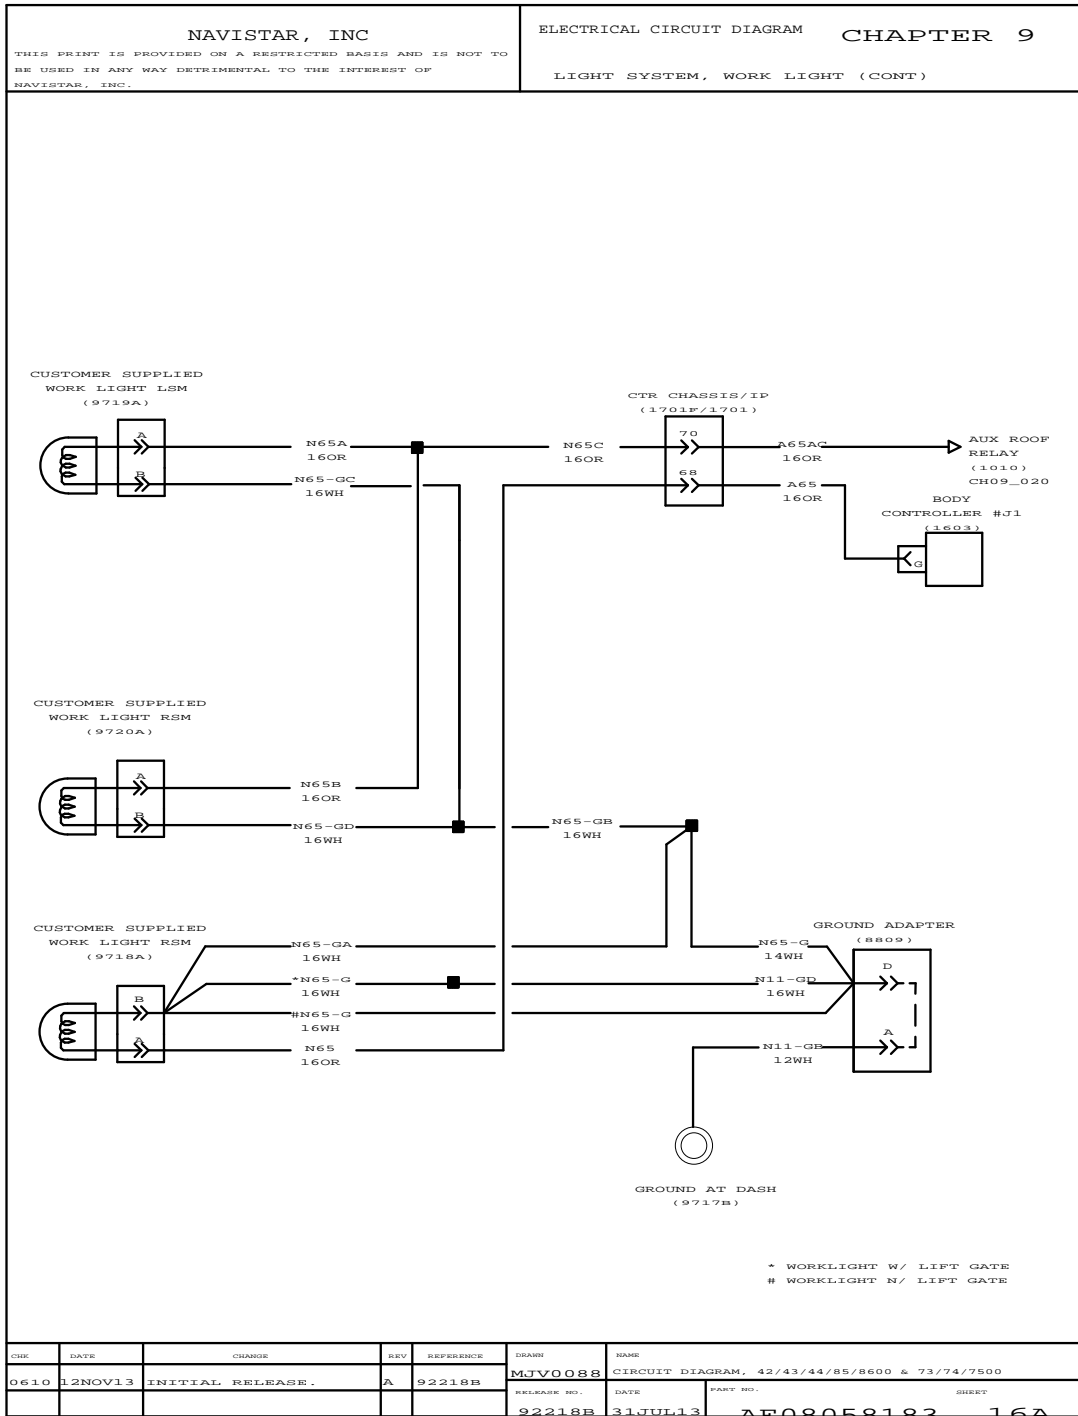 NAVISTAR, INC
THIS PRINT IS PROVIDED ON A RESTRICTED BASIS AND IS NOT TO
BE USED IN ANY WAY DETRIMENTAL TO THE INTEREST OF
NAVISTAR, INC.
ELECTRICAL CIRCUIT DIAGRAM
CHAPTER 9
LIGHT SYSTEM, WORK LIGHT (CONT)
CUSTOMER SUPPLIED
WORK LIGHT LSM
(9719A)
A
B
N65A
16OR
N65-GC
16WH
N65C
16OR
CTR CHASSIS/IP
(1701F/1701)
70
68
A65AC
16OR
A65
16OR
AUX ROOF
RELAY
(1010)
CH09_020
BODY
CONTROLLER #J1
(1603)
G
CUSTOMER SUPPLIED
WORK LIGHT RSM
(9720A)
A
B
N65B
16OR
N65-GD
16WH
N65-GB
16WH
CUSTOMER SUPPLIED
WORK LIGHT RSM
(9718A)
B
A
N65-GA
16WH
*N65-G
16WH
#N65-G
16WH
N65
16OR
GROUND ADAPTER
(8809)
N65-G
14WH
D
N11-GD
16WH
A
N11-GB
12WH
GROUND AT DASH
(9717B)
* WORKLIGHT W/ LIFT GATE
# WORKLIGHT N/ LIFT GATE
CHK DATE CHANGE REV REFERENCE
0610 12NOV13 INITIAL RELEASE. A 92218B
DRAWN
MJV0088
NAME
CIRCUIT DIAGRAM, 42/43/44/85/8600 & 73/74/7500
RELEASE NO.
92218B
DATE
31JUL13
PART NO.
AF08058183
SHEET
16A